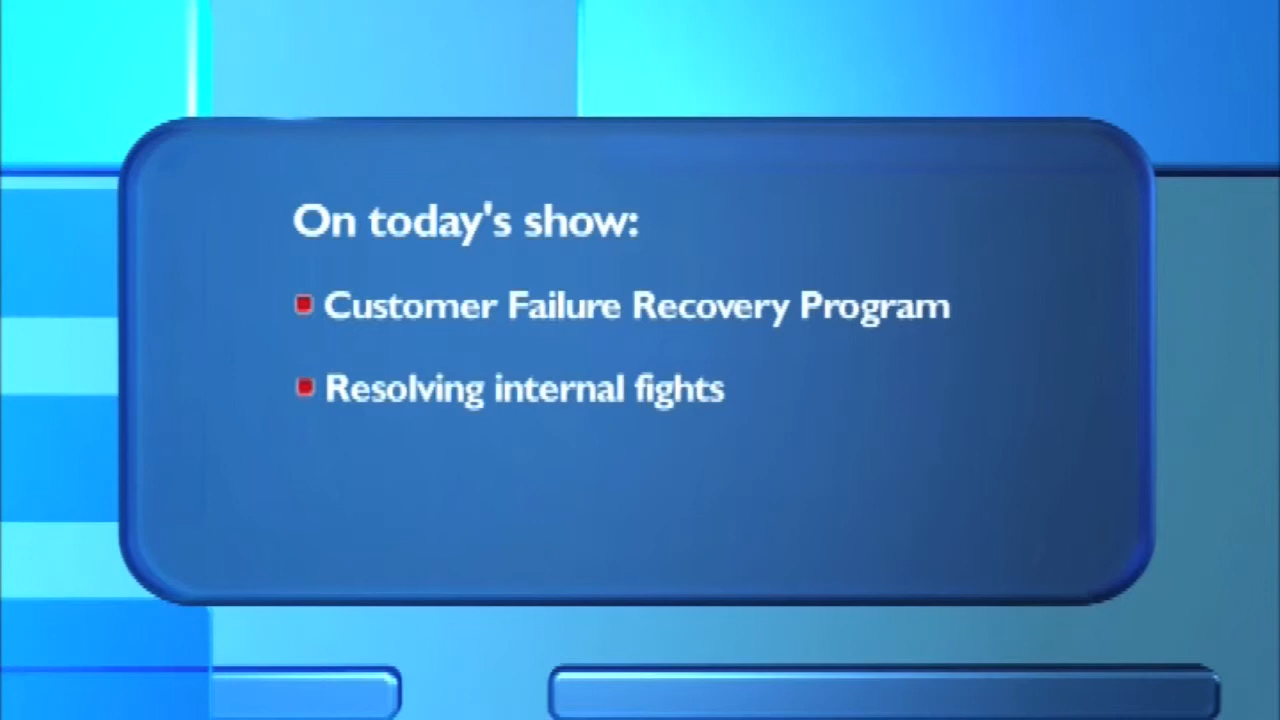 On today's show:
Customer Failure Recovery Program
Resolving internal fights